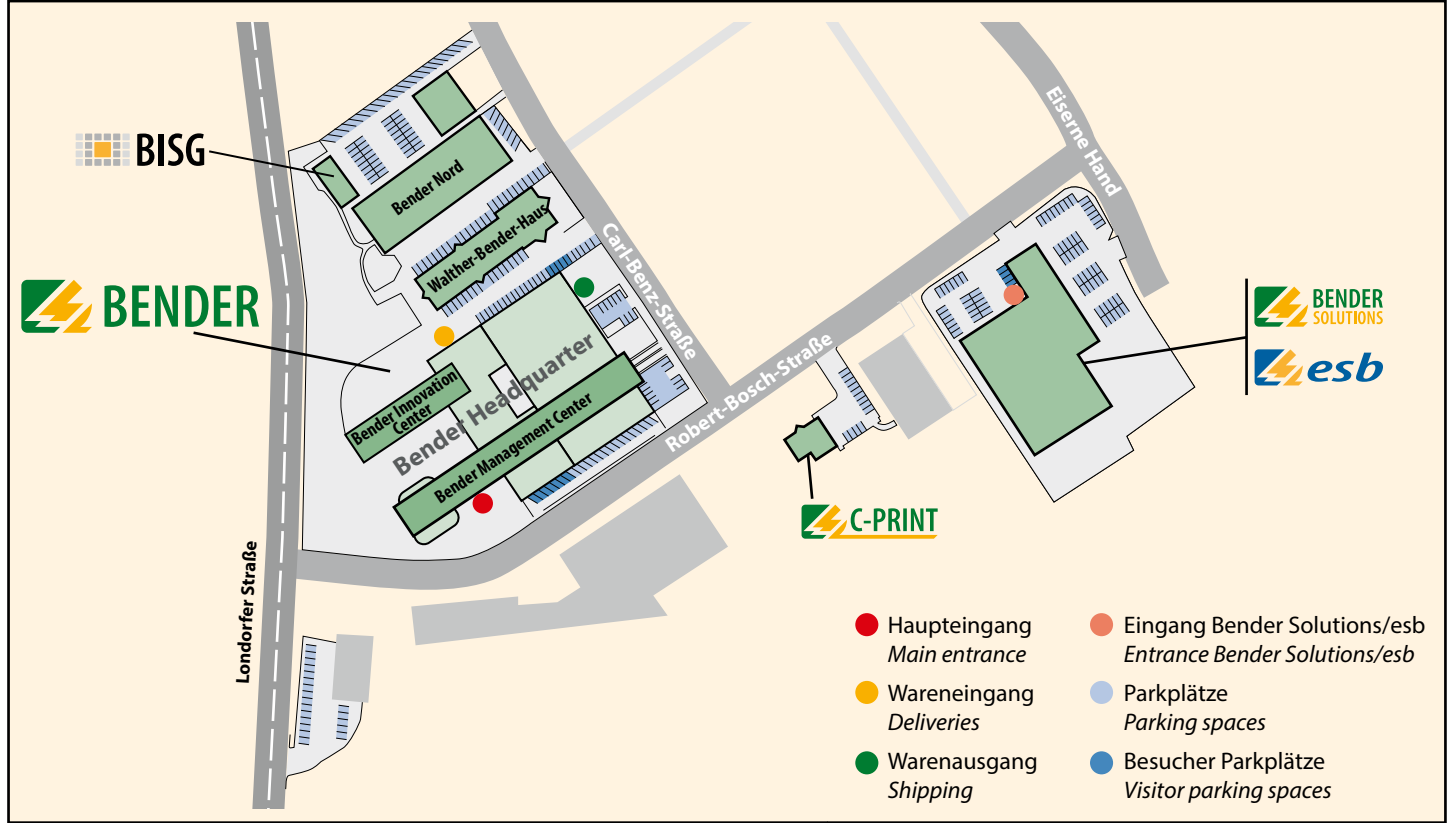 BISG
BENDER
Bender Nord
Walther-Bender-Haus
Bender Innovation
Center
Bender Headquarter
Bender Management Center
Carl-Benz-Straße
Robert-Bosch-Straße
Eiserne Hand
Londorfer Straße
BENDER
SOLUTIONS
esb
C-PRINT
Haupteingang
Main entrance
Wareneingang
Deliveries
Warenausgang
Shipping
Eingang Bender Solutions/esb
Entrance Bender Solutions/esb
Parkplätze
Parking spaces
Besucher Parkplätze
Visitor parking spaces